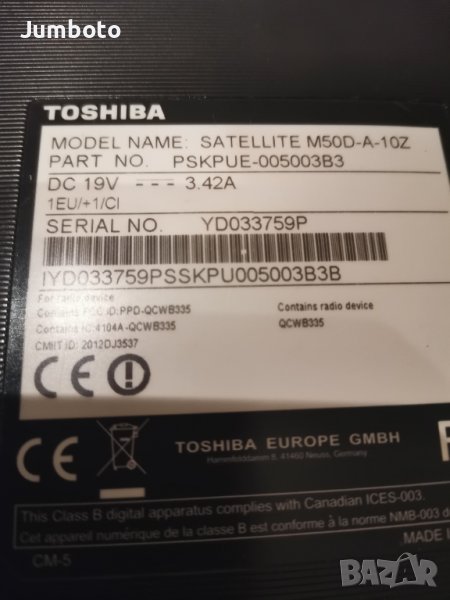 Jumboto
TOSHIBA
MODEL NAME: SATELLITE M50D-A-10Z
PART NO. PSKPUE-005003B3
DC 19V 3.42A
1EU/+1/CI
SERIAL NO. YD033759P
IYD033759PSSKPU005003B3B
For radio device
Contains FCC ID:PPD-QCWB335
Contains IC:4104A-QCWB335
CMIIT ID: 2012DJ3537
Contains radio device
QCWB335
CE
CE
TOSHIBA EUROPE GMBH
Hammfelddamm 8, 41460 Neuss, Germany
This Class B digital apparatus complies with Canadian ICES-003.
Cet appareil numérique de la classe B est conforme à la norme NMB-003 d
MADE I
CM-5
BAZAR